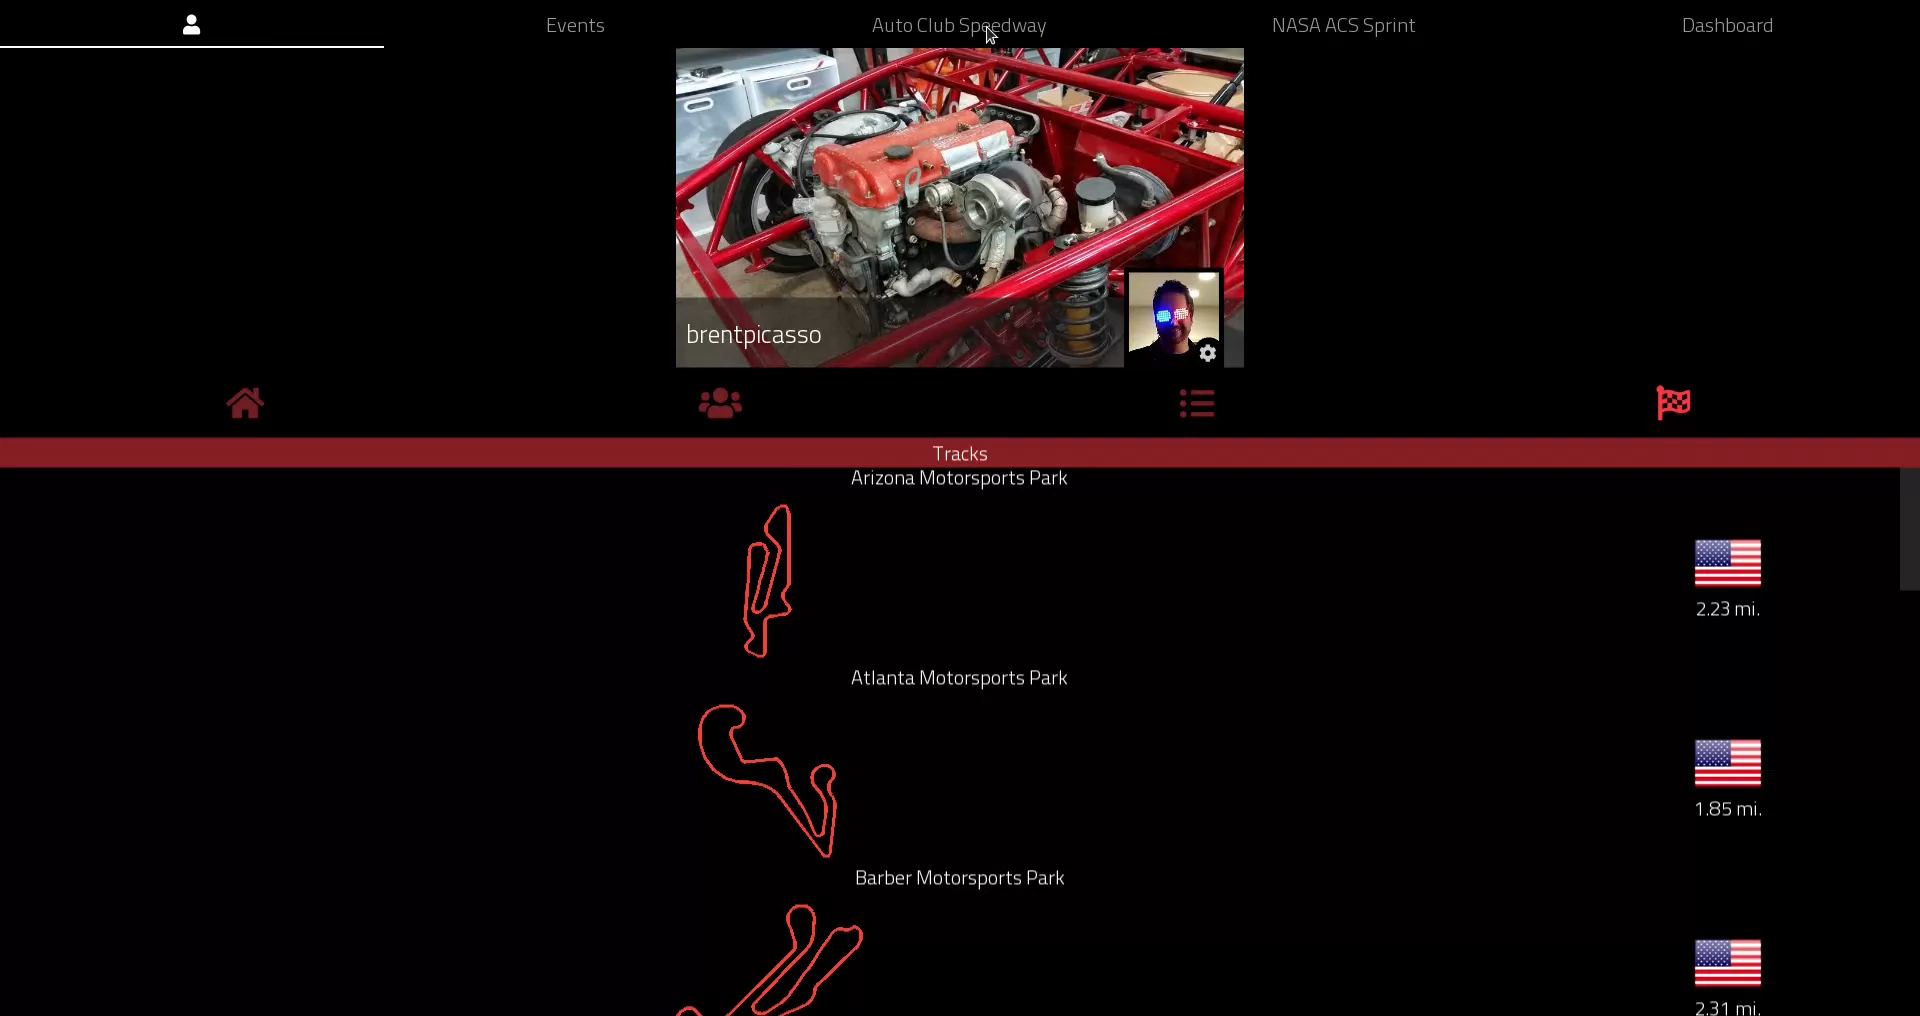 Events
Auto Club Speedway
NASA ACS Sprint
Dashboard
brentpicasso
Tracks
Arizona Motorsports Park
2.23 mi.
Atlanta Motorsports Park
1.85 mi.
Barber Motorsports Park
2.31 mi.